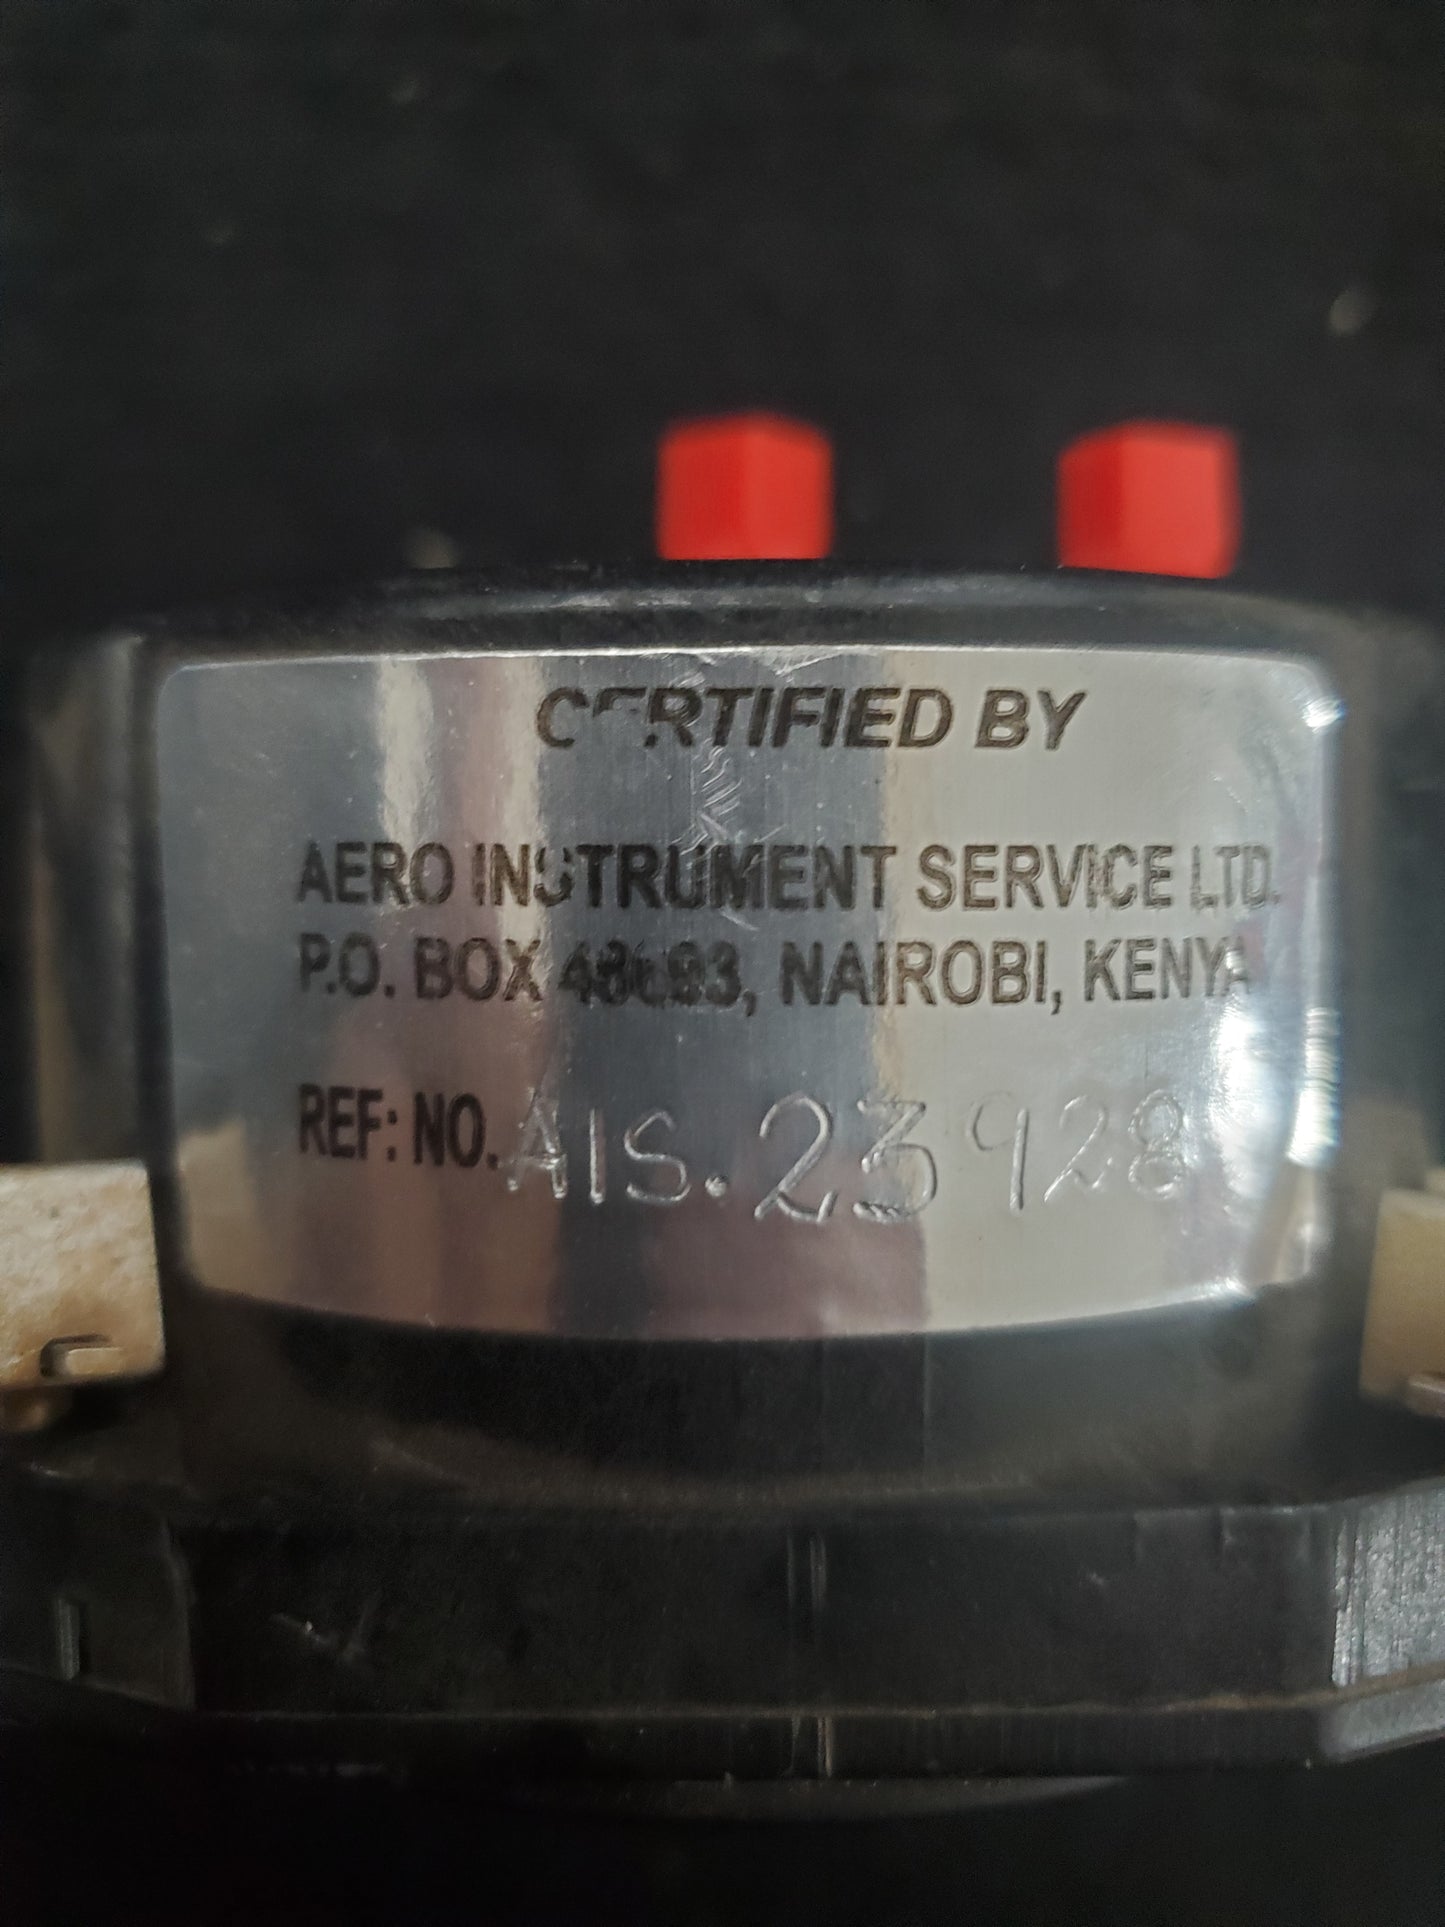 CERTIFIED BY
AERO INSTRUMENT SERVICE LTD.
P.O. BOX NAIROBI, KENYA
REF: NO. AIS. 23928